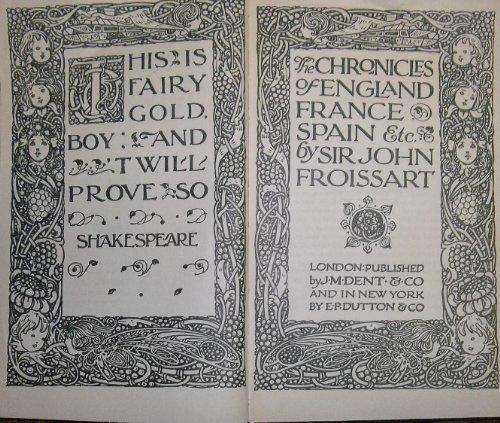 THIS IS
FAIRY
GOLD,
BOY; AND
'T WILL
PROVE SO
SHAKESPEARE
The CHRONICLES
of ENGLAND
FRANCE
SPAIN Etc.
by SIR JOHN
FROISSART
LONDON: PUBLISHED
by J. M. DENT & CO
AND IN NEW YORK
BY E. P. DUTTON & CO